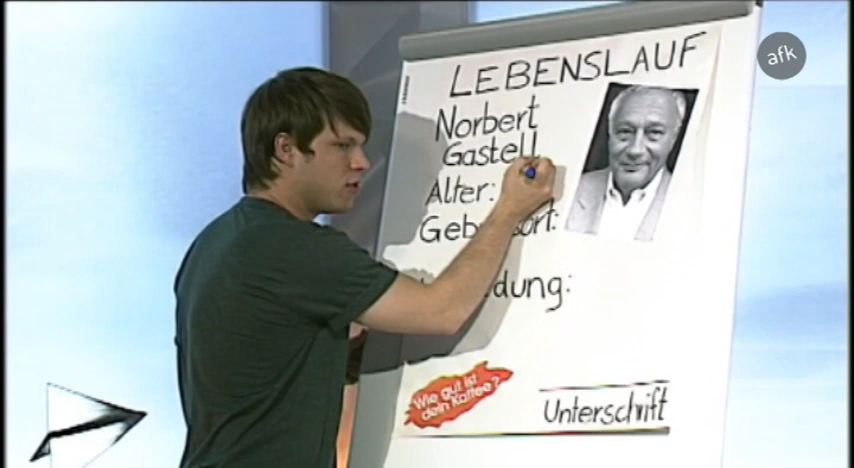 afk
LEBENSLAUF
Norbert
Gastell
Alter:
Wie gut ist
dein Kaffee?
Unterschrift